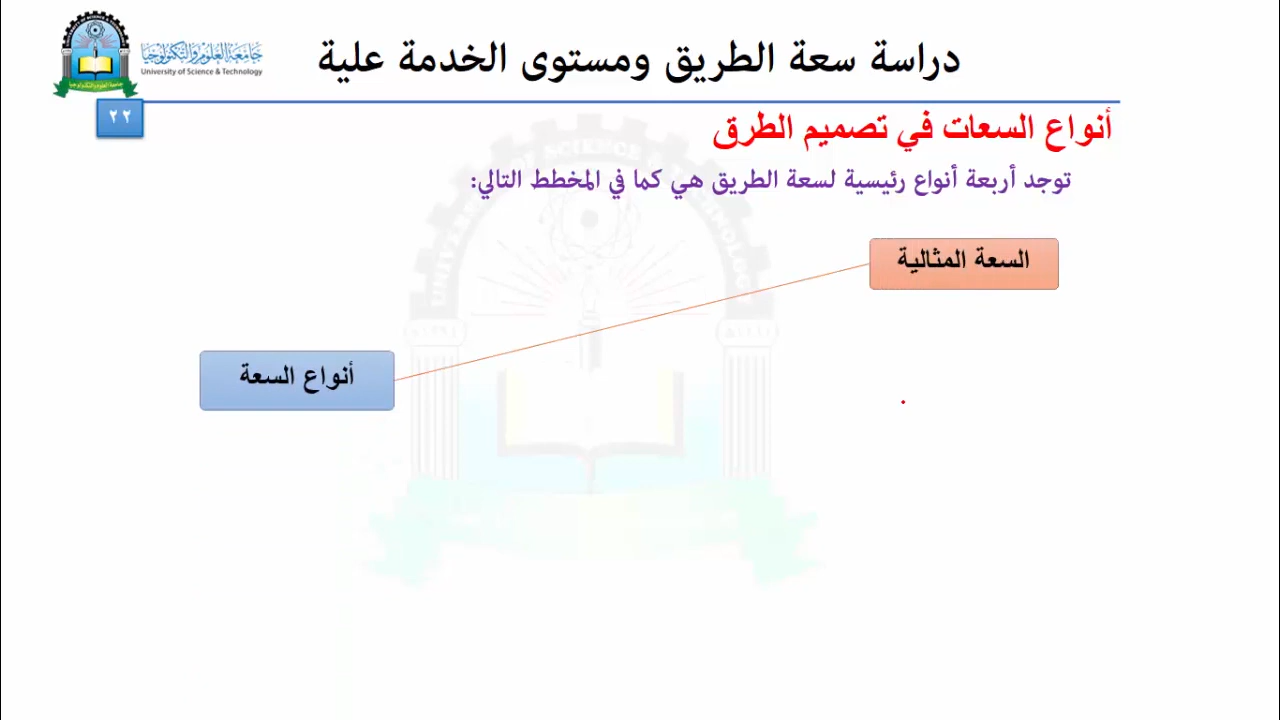 جامعة العلوم والتكنولوجيا
University of Science & Technology
دراسة سعة الطريق ومستوى الخدمة علية
٢٢
أنواع السعات في تصميم الطرق
توجد أربعة أنواع رئيسية لسعة الطريق هي كما في المخطط التالي:
السعة المثالية
أنواع السعة